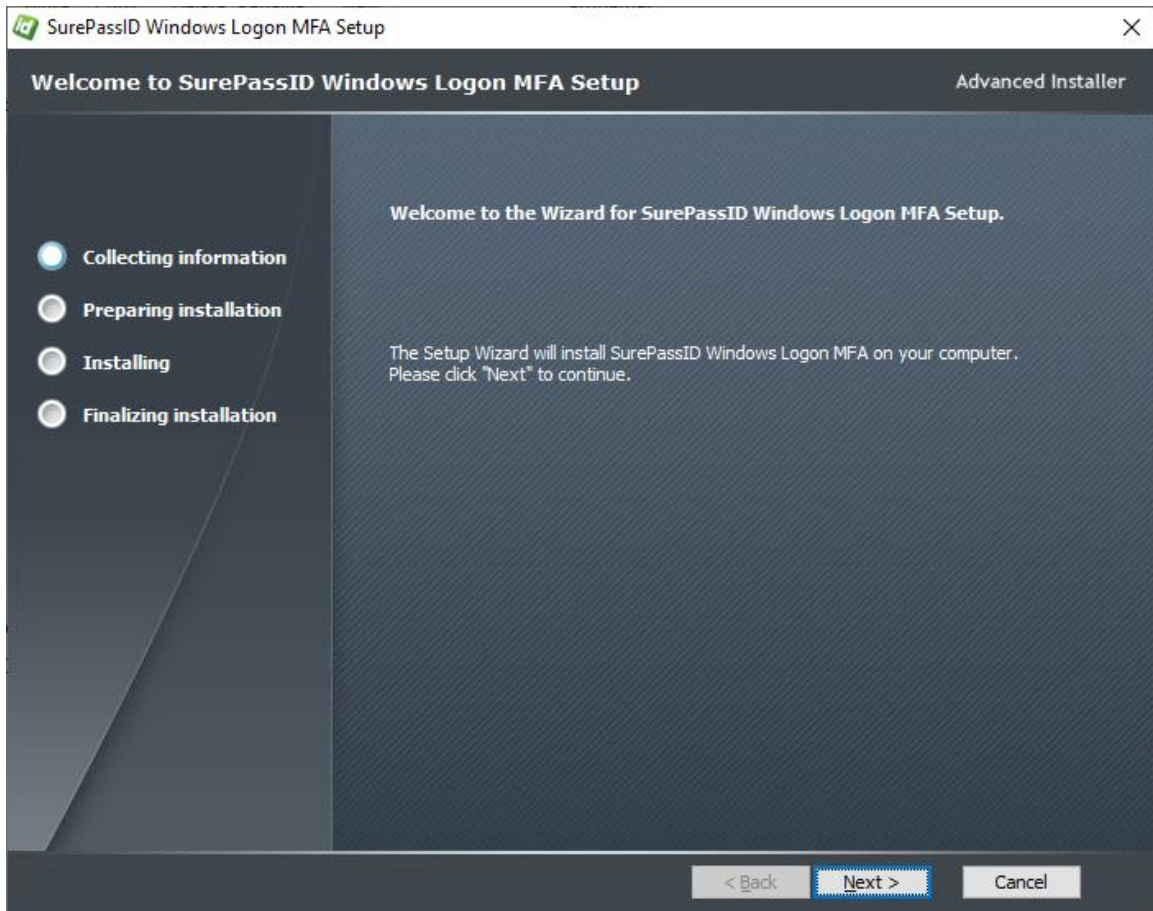 SurePassID Windows Logon MFA Setup
Welcome to SurePassID Windows Logon MFA Setup
Advanced Installer
Welcome to the Wizard for SurePassID Windows Logon MFA Setup.
Collecting information
Preparing installation
Installing
Finalizing installation
The Setup Wizard will install SurePassID Windows Logon MFA on your computer.
Please click "Next" to continue.
< Back
Next >
Cancel